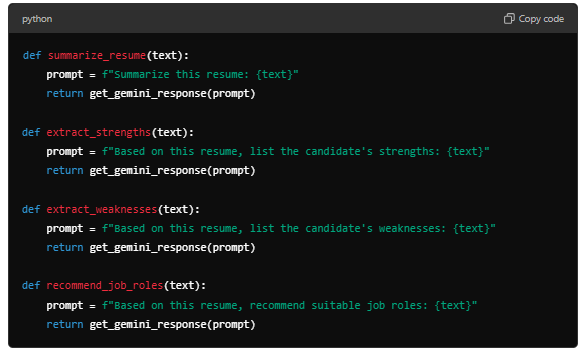 python Copy code
def summarize_resume(text):
    prompt = f"Summarize this resume: {text}"
    return get_gemini_response(prompt)
def extract_strengths(text):
    prompt = f"Based on this resume, list the candidate's strengths: {text}"
    return get_gemini_response(prompt)
def extract_weaknesses(text):
    prompt = f"Based on this resume, list the candidate's weaknesses: {text}"
    return get_gemini_response(prompt)
def recommend_job_roles(text):
    prompt = f"Based on this resume, recommend suitable job roles: {text}"
    return get_gemini_response(prompt)